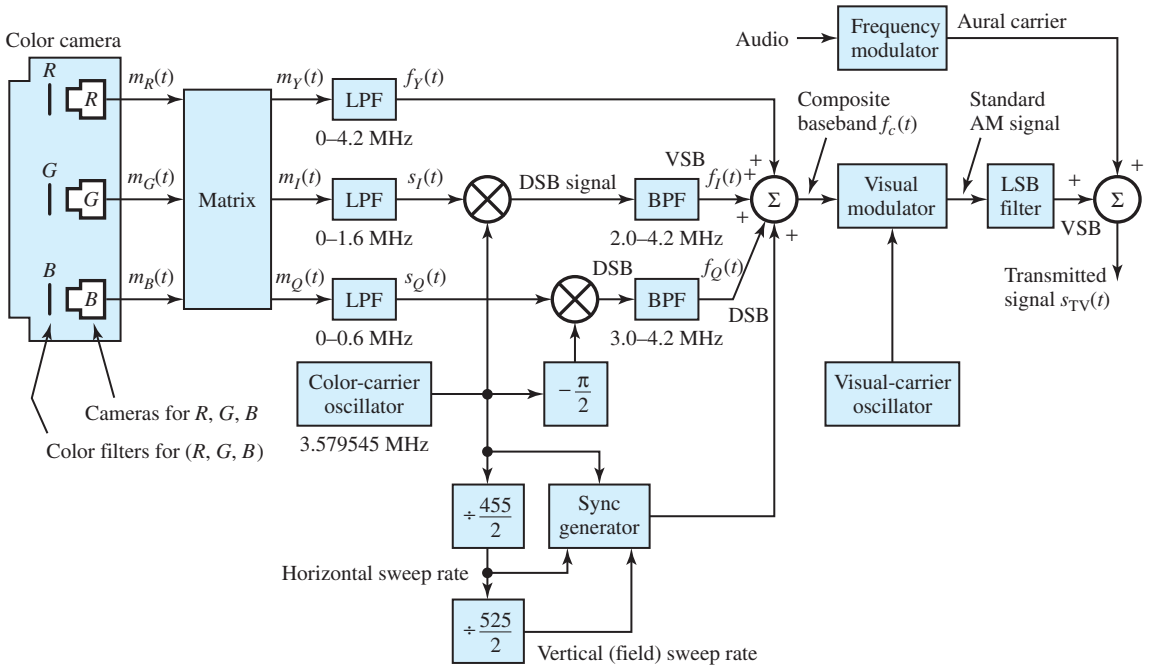 Color camera
R
R
m_R(t)
G
G
m_G(t)
B
B
m_B(t)
Cameras for R, G, B
Color filters for (R, G, B)
Matrix
m_Y(t)
LPF
0–4.2 MHz
f_Y(t)
m_I(t)
LPF
0–1.6 MHz
s_I(t)
m_Q(t)
LPF
0–0.6 MHz
s_Q(t)
DSB signal
BPF
2.0–4.2 MHz
VSB
f_I(t)
DSB
BPF
3.0–4.2 MHz
f_Q(t)
DSB
Color-carrier
oscillator
3.579545 MHz
−π/2
÷455/2
Horizontal sweep rate
÷525/2
Vertical (field) sweep rate
Sync
generator
+
+
+
+
Σ
Composite
baseband f_c(t)
Visual
modulator
Visual-carrier
oscillator
Standard
AM signal
LSB
filter
+
VSB
Audio
Frequency
modulator
Aural carrier
+
Σ
Transmitted
signal s_TV(t)